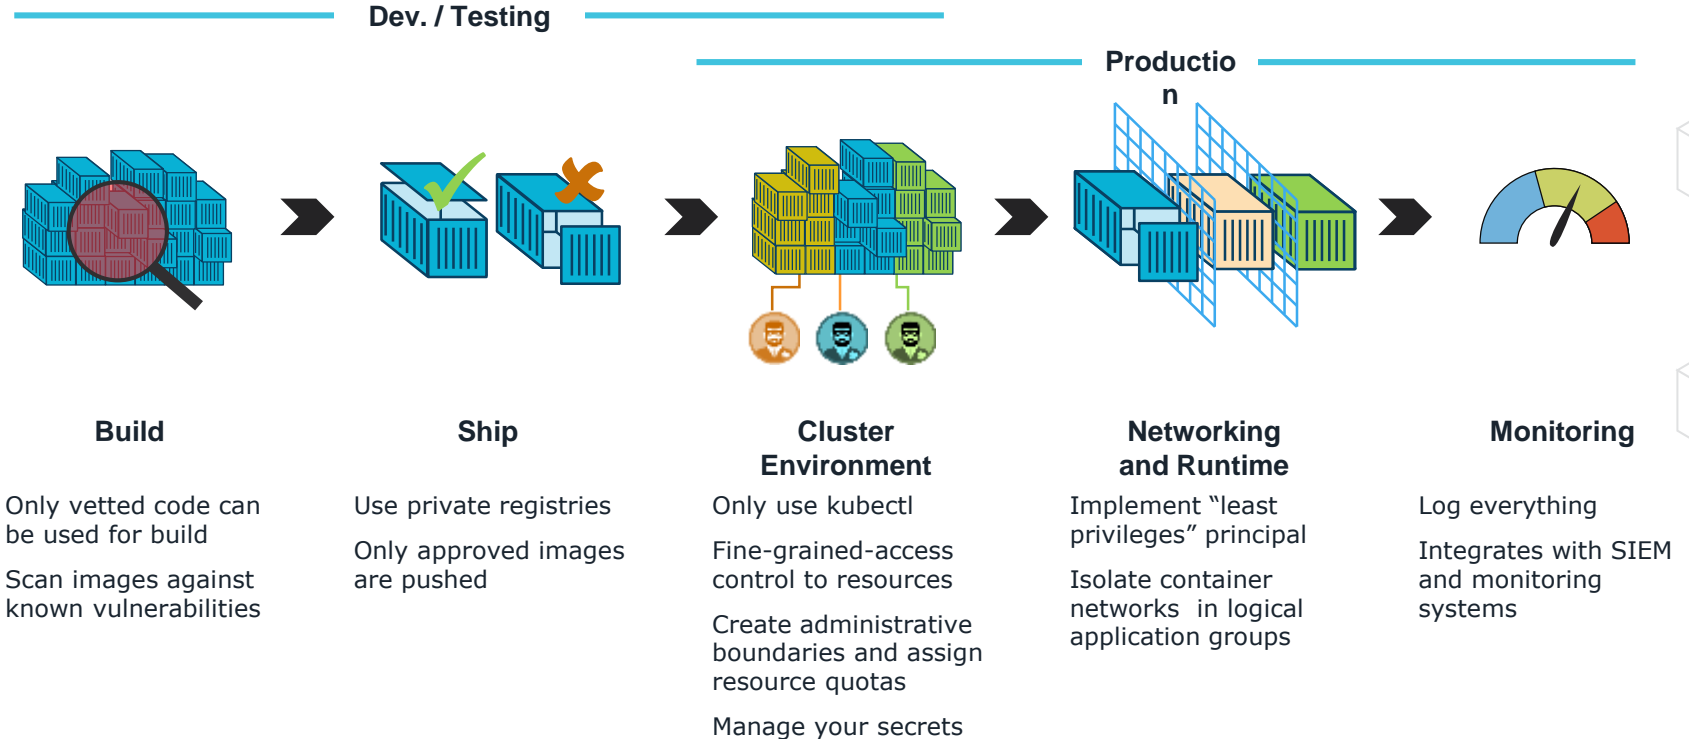 Dev. / Testing
Productio
n
Build
Only vetted code can
be used for build
Scan images against
known vulnerabilities
Ship
Use private registries
Only approved images
are pushed
Cluster
Environment
Only use kubectl
Fine-grained-access
control to resources
Create administrative
boundaries and assign
resource quotas
Manage your secrets
Networking
and Runtime
Implement “least
privileges” principal
Isolate container
networks  in logical
application groups
Monitoring
Log everything
Integrates with SIEM
and monitoring
systems